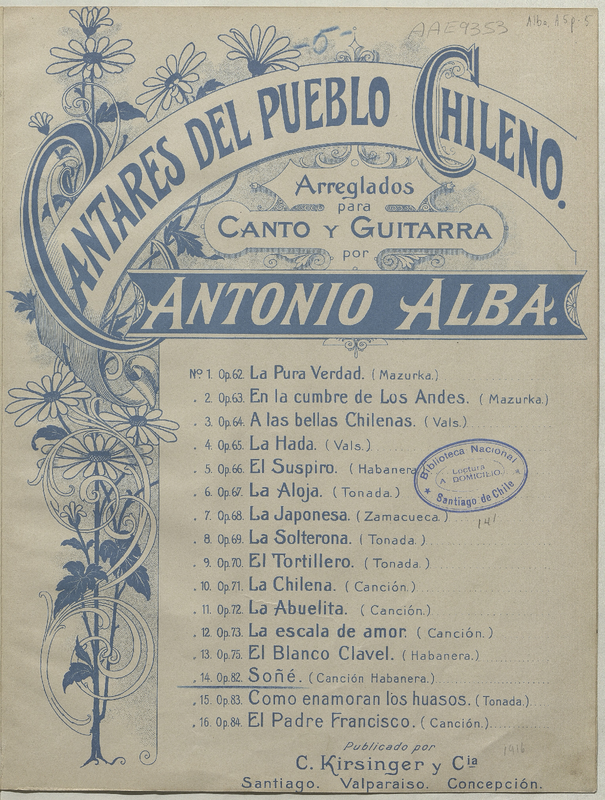 -5-
AAE9353
Alba, A 5p-5
CANTARES DEL PUEBLO CHILENO.
Arreglados
para
CANTO Y GUITARRA
por
ANTONIO ALBA.
Nº 1. Op.62. La Pura Verdad. (Mazurka.)
„ 2. Op.63. En la cumbre de Los Andes. (Mazurka.)
„ 3. Op.64. A las bellas Chilenas. (Vals.)
„ 4. Op.65. La Hada. (Vals.)
„ 5. Op.66. El Suspiro. (Habanera
„ 6. Op.67. La Aloja. (Tonada.)
„ 7. Op.68. La Japonesa. (Zamacueca.)
„ 8. Op.69. La Solterona. (Tonada.)
„ 9. Op.70. El Tortillero. (Tonada.)
„ 10. Op.71. La Chilena. (Canción.)
„ 11. Op.72. La Abuelita. (Canción.)
„ 12. Op.73. La escala de amor. (Canción.)
„ 13. Op.75. El Blanco Clavel. (Habanera.)
„ 14. Op.82. Soñé. (Canción Habanera.)
„ 15. Op.83. Como enamoran los huasos. (Tonada.)
„ 16. Op.84. El Padre Francisco. (Canción.)
Biblioteca Nacional
Lectura
A DOMICILIO.
Santiago de Chile
141
Publicado por
C. Kirsinger y Cia
Santiago. Valparaiso. Concepción.
1916